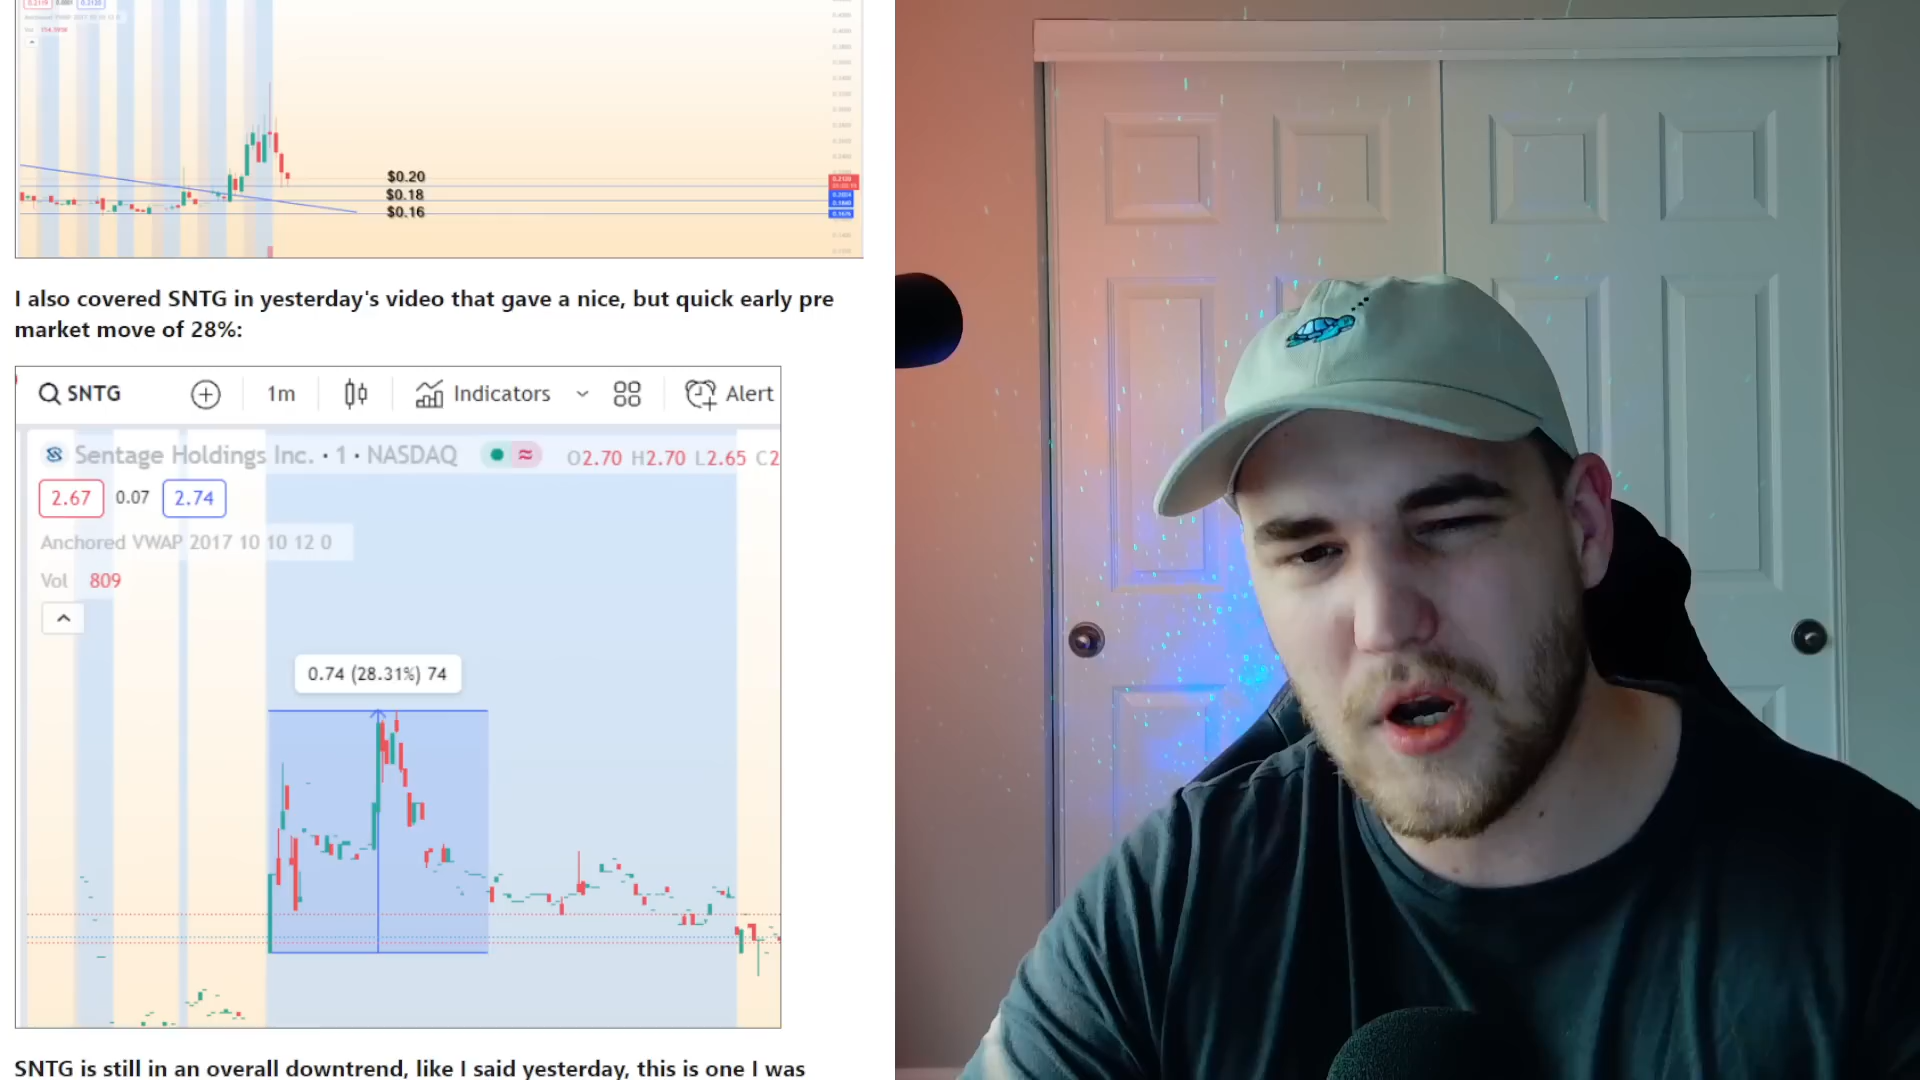 $0.20
$0.18
$0.16
I also covered SNTG in yesterday's video that gave a nice, but quick early pre
market move of 28%:
SNTG 1m Indicators Alert
Sentage Holdings Inc. · 1 · NASDAQ O2.70 H2.70 L2.65 C2
2.67 0.07 2.74
Anchored VWAP 2017 10 10 12 0
Vol 809
0.74 (28.31%) 74
SNTG is still in an overall downtrend, like I said yesterday, this is one I was